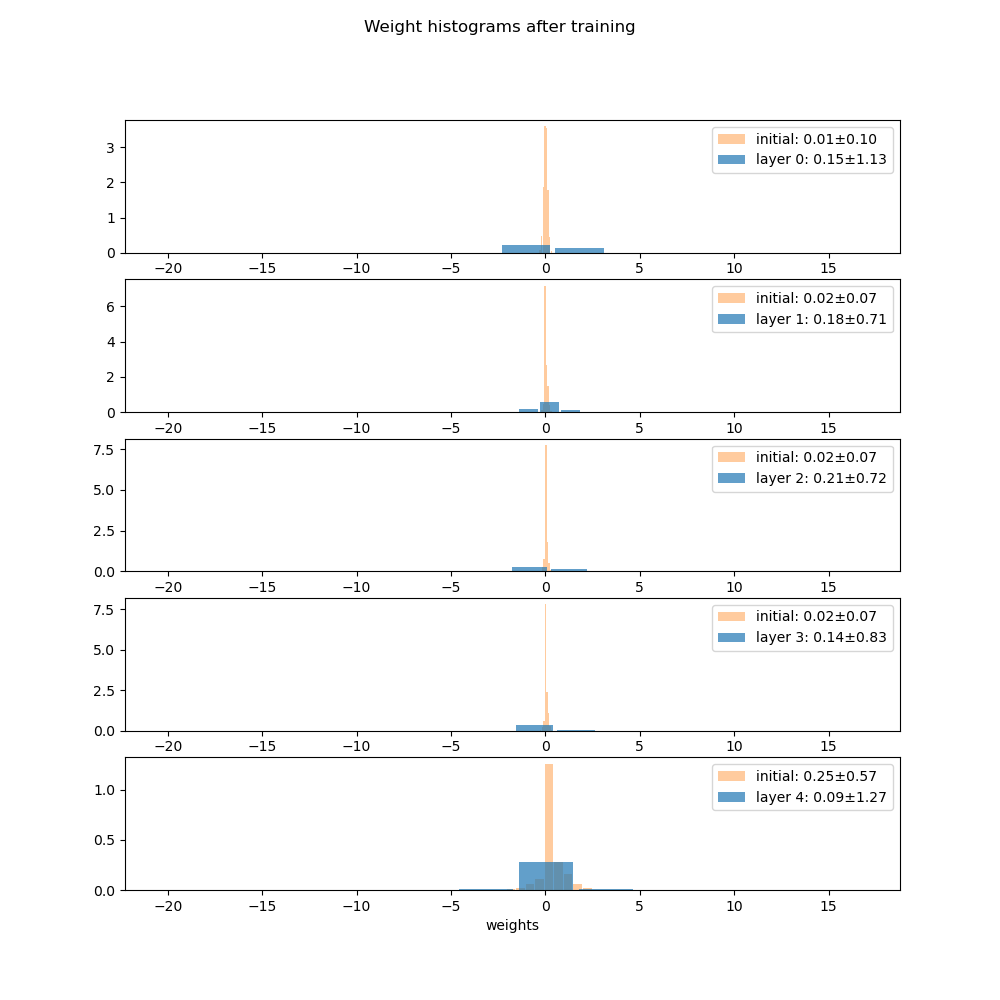 Weight histograms after training
3
2
1
0
initial: 0.01±0.10
layer 0: 0.15±1.13
−20 −15 −10 −5 0 5 10 15
6
4
2
0
initial: 0.02±0.07
layer 1: 0.18±0.71
−20 −15 −10 −5 0 5 10 15
7.5
5.0
2.5
0.0
initial: 0.02±0.07
layer 2: 0.21±0.72
−20 −15 −10 −5 0 5 10 15
7.5
5.0
2.5
0.0
initial: 0.02±0.07
layer 3: 0.14±0.83
−20 −15 −10 −5 0 5 10 15
1.0
0.5
0.0
initial: 0.25±0.57
layer 4: 0.09±1.27
−20 −15 −10 −5 0 5 10 15
weights